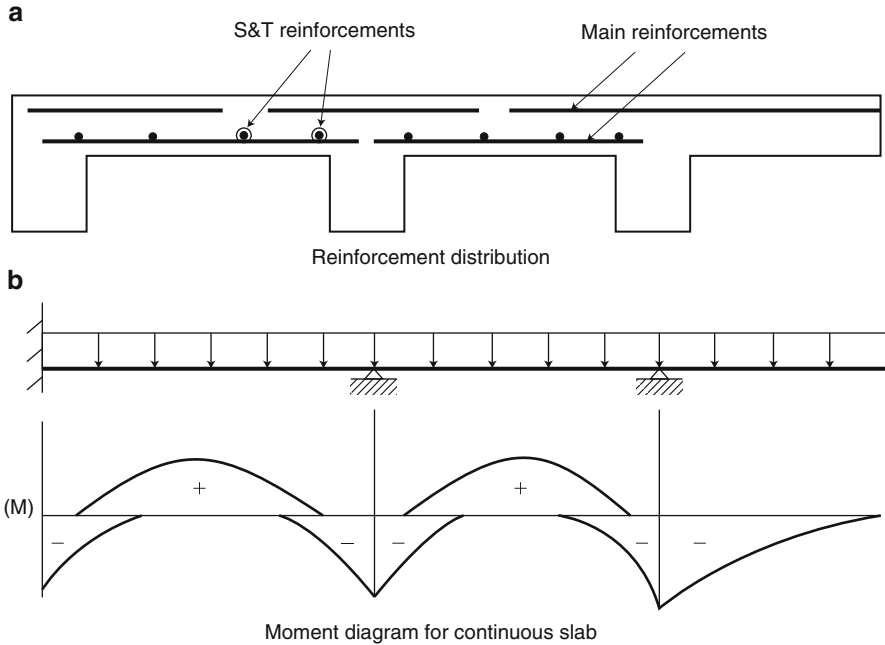 a
S&T reinforcements
Main reinforcements
Reinforcement distribution
b
(M)
+
+
– – – – –
Moment diagram for continuous slab